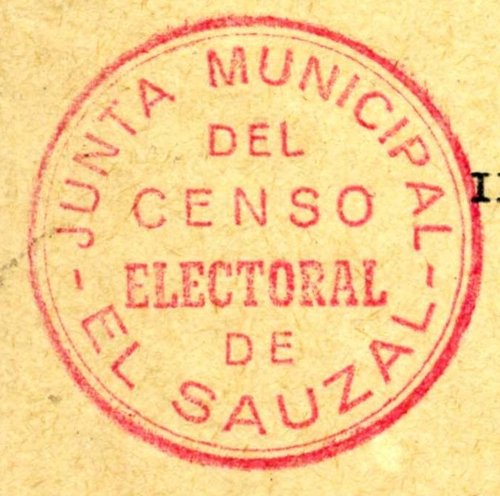 JUNTA MUNICIPAL
DEL
CENSO
ELECTORAL
DE
- EL SAUZAL -